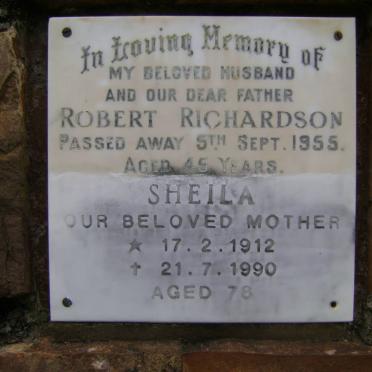 In Loving Memory of
MY BELOVED HUSBAND
AND OUR DEAR FATHER
ROBERT RICHARDSON
PASSED AWAY 5TH SEPT. 1955.
AGED 45 YEARS.
SHEILA
OUR BELOVED MOTHER
☆ 17.2.1912
✝ 21.7.1990
AGED 78